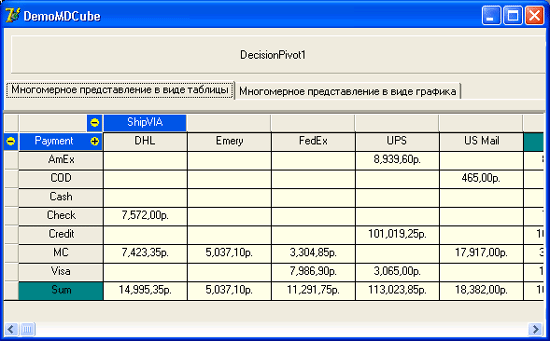 DemoMDCube
DecisionPivot1
Многомерное представление в виде таблицы Многомерное представление в виде графика
ShipVIA
Payment DHL Emery FedEx UPS US Mail
AmEx 8,939,60р.
COD 465,00р.
Cash
Check 7,572,00р.
Credit 101,019,25р.
MC 7,423,35р. 5,037,10р. 3,304,85р. 17,917,00р.
Visa 7,986,90р. 3,065,00р.
Sum 14,995,35р. 5,037,10р. 11,291,75р. 113,023,85р. 18,382,00р.